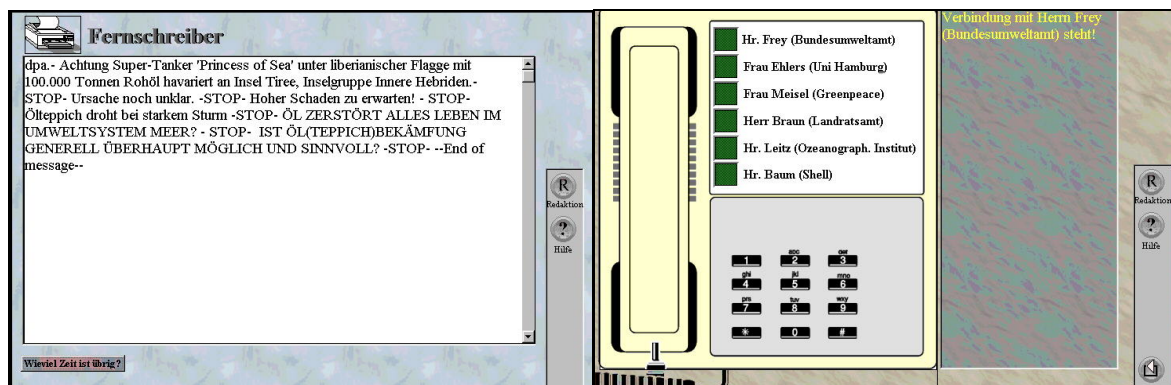 Fernschreiber
dpa.- Achtung Super-Tanker 'Princess of Sea' unter liberianischer Flagge mit
100.000 Tonnen Rohöl havariert an Insel Tiree, Inselgruppe Innere Hebriden.-
STOP- Ursache noch unklar. -STOP- Hoher Schaden zu erwarten! - STOP-
Ölteppich droht bei starkem Sturm -STOP- ÖL ZERSTÖRT ALLES LEBEN IM
UMWELTSYSTEM MEER? - STOP- IST ÖL(TEPPICH)BEKÄMFUNG
GENERELL ÜBERHAUPT MÖGLICH UND SINNVOLL? -STOP- --End of
message--
R
Redaktion
?
Hilfe
Wieviel Zeit ist übrig?
Hr. Frey (Bundesumweltamt)
Frau Ehlers (Uni Hamburg)
Frau Meisel (Greenpeace)
Herr Braun (Landratsamt)
Hr. Leitz (Ozeanograph. Institut)
Hr. Baum (Shell)
1 2 3
ghi jkl mno
4 5 6
prs tuv wxy
7 8 9
* 0 #
Verbindung mit Herrn Frey
(Bundesumweltamt) steht!
R
Redaktion
?
Hilfe